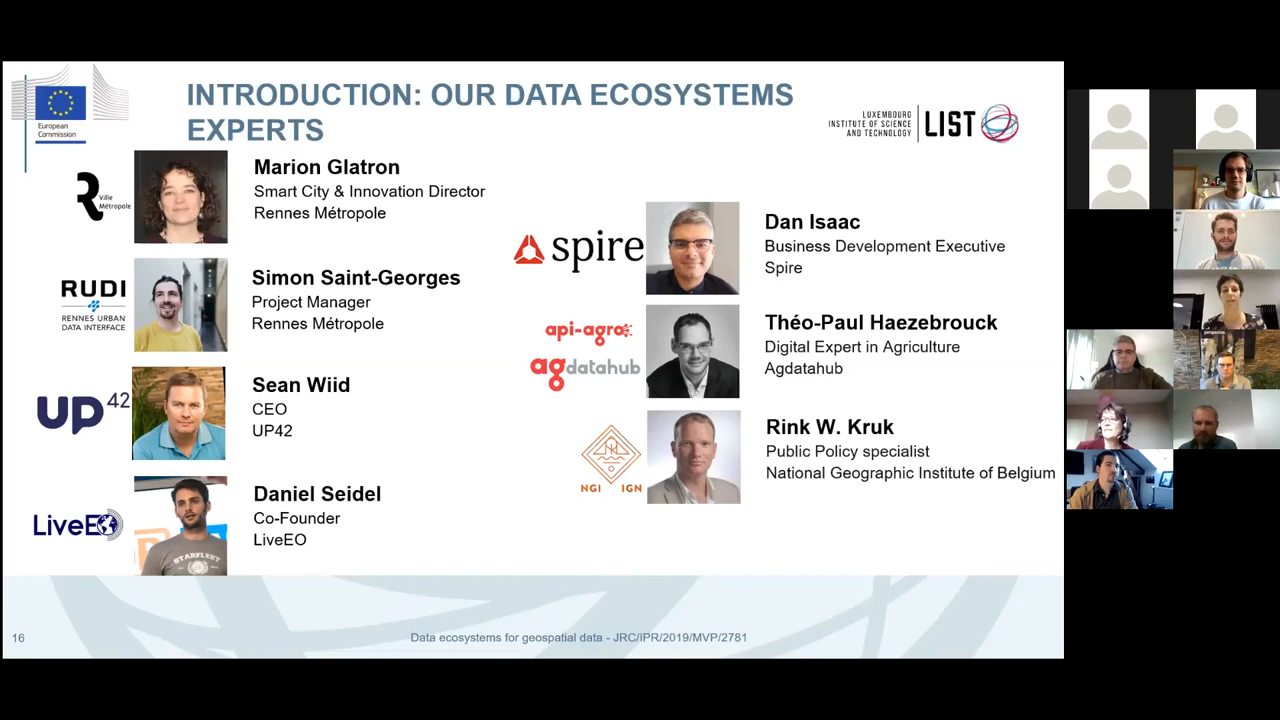 European
Commission
INTRODUCTION: OUR DATA ECOSYSTEMS
EXPERTS
LUXEMBOURG
INSTITUTE OF SCIENCE
AND TECHNOLOGY
LIST
Ville
Métropole
Marion Glatron
Smart City & Innovation Director
Rennes Métropole
RUDI
RENNES URBAN
DATA INTERFACE
Simon Saint-Georges
Project Manager
Rennes Métropole
UP42
Sean Wiid
CEO
UP42
LiveEO
STARFLEET
Daniel Seidel
Co-Founder
LiveEO
spire
Dan Isaac
Business Development Executive
Spire
api-agro
agdatahub
Théo-Paul Haezebrouck
Digital Expert in Agriculture
Agdatahub
NGI IGN
Rink W. Kruk
Public Policy specialist
National Geographic Institute of Belgium
perspective
16
Data ecosystems for geospatial data - JRC/IPR/2019/MVP/2781